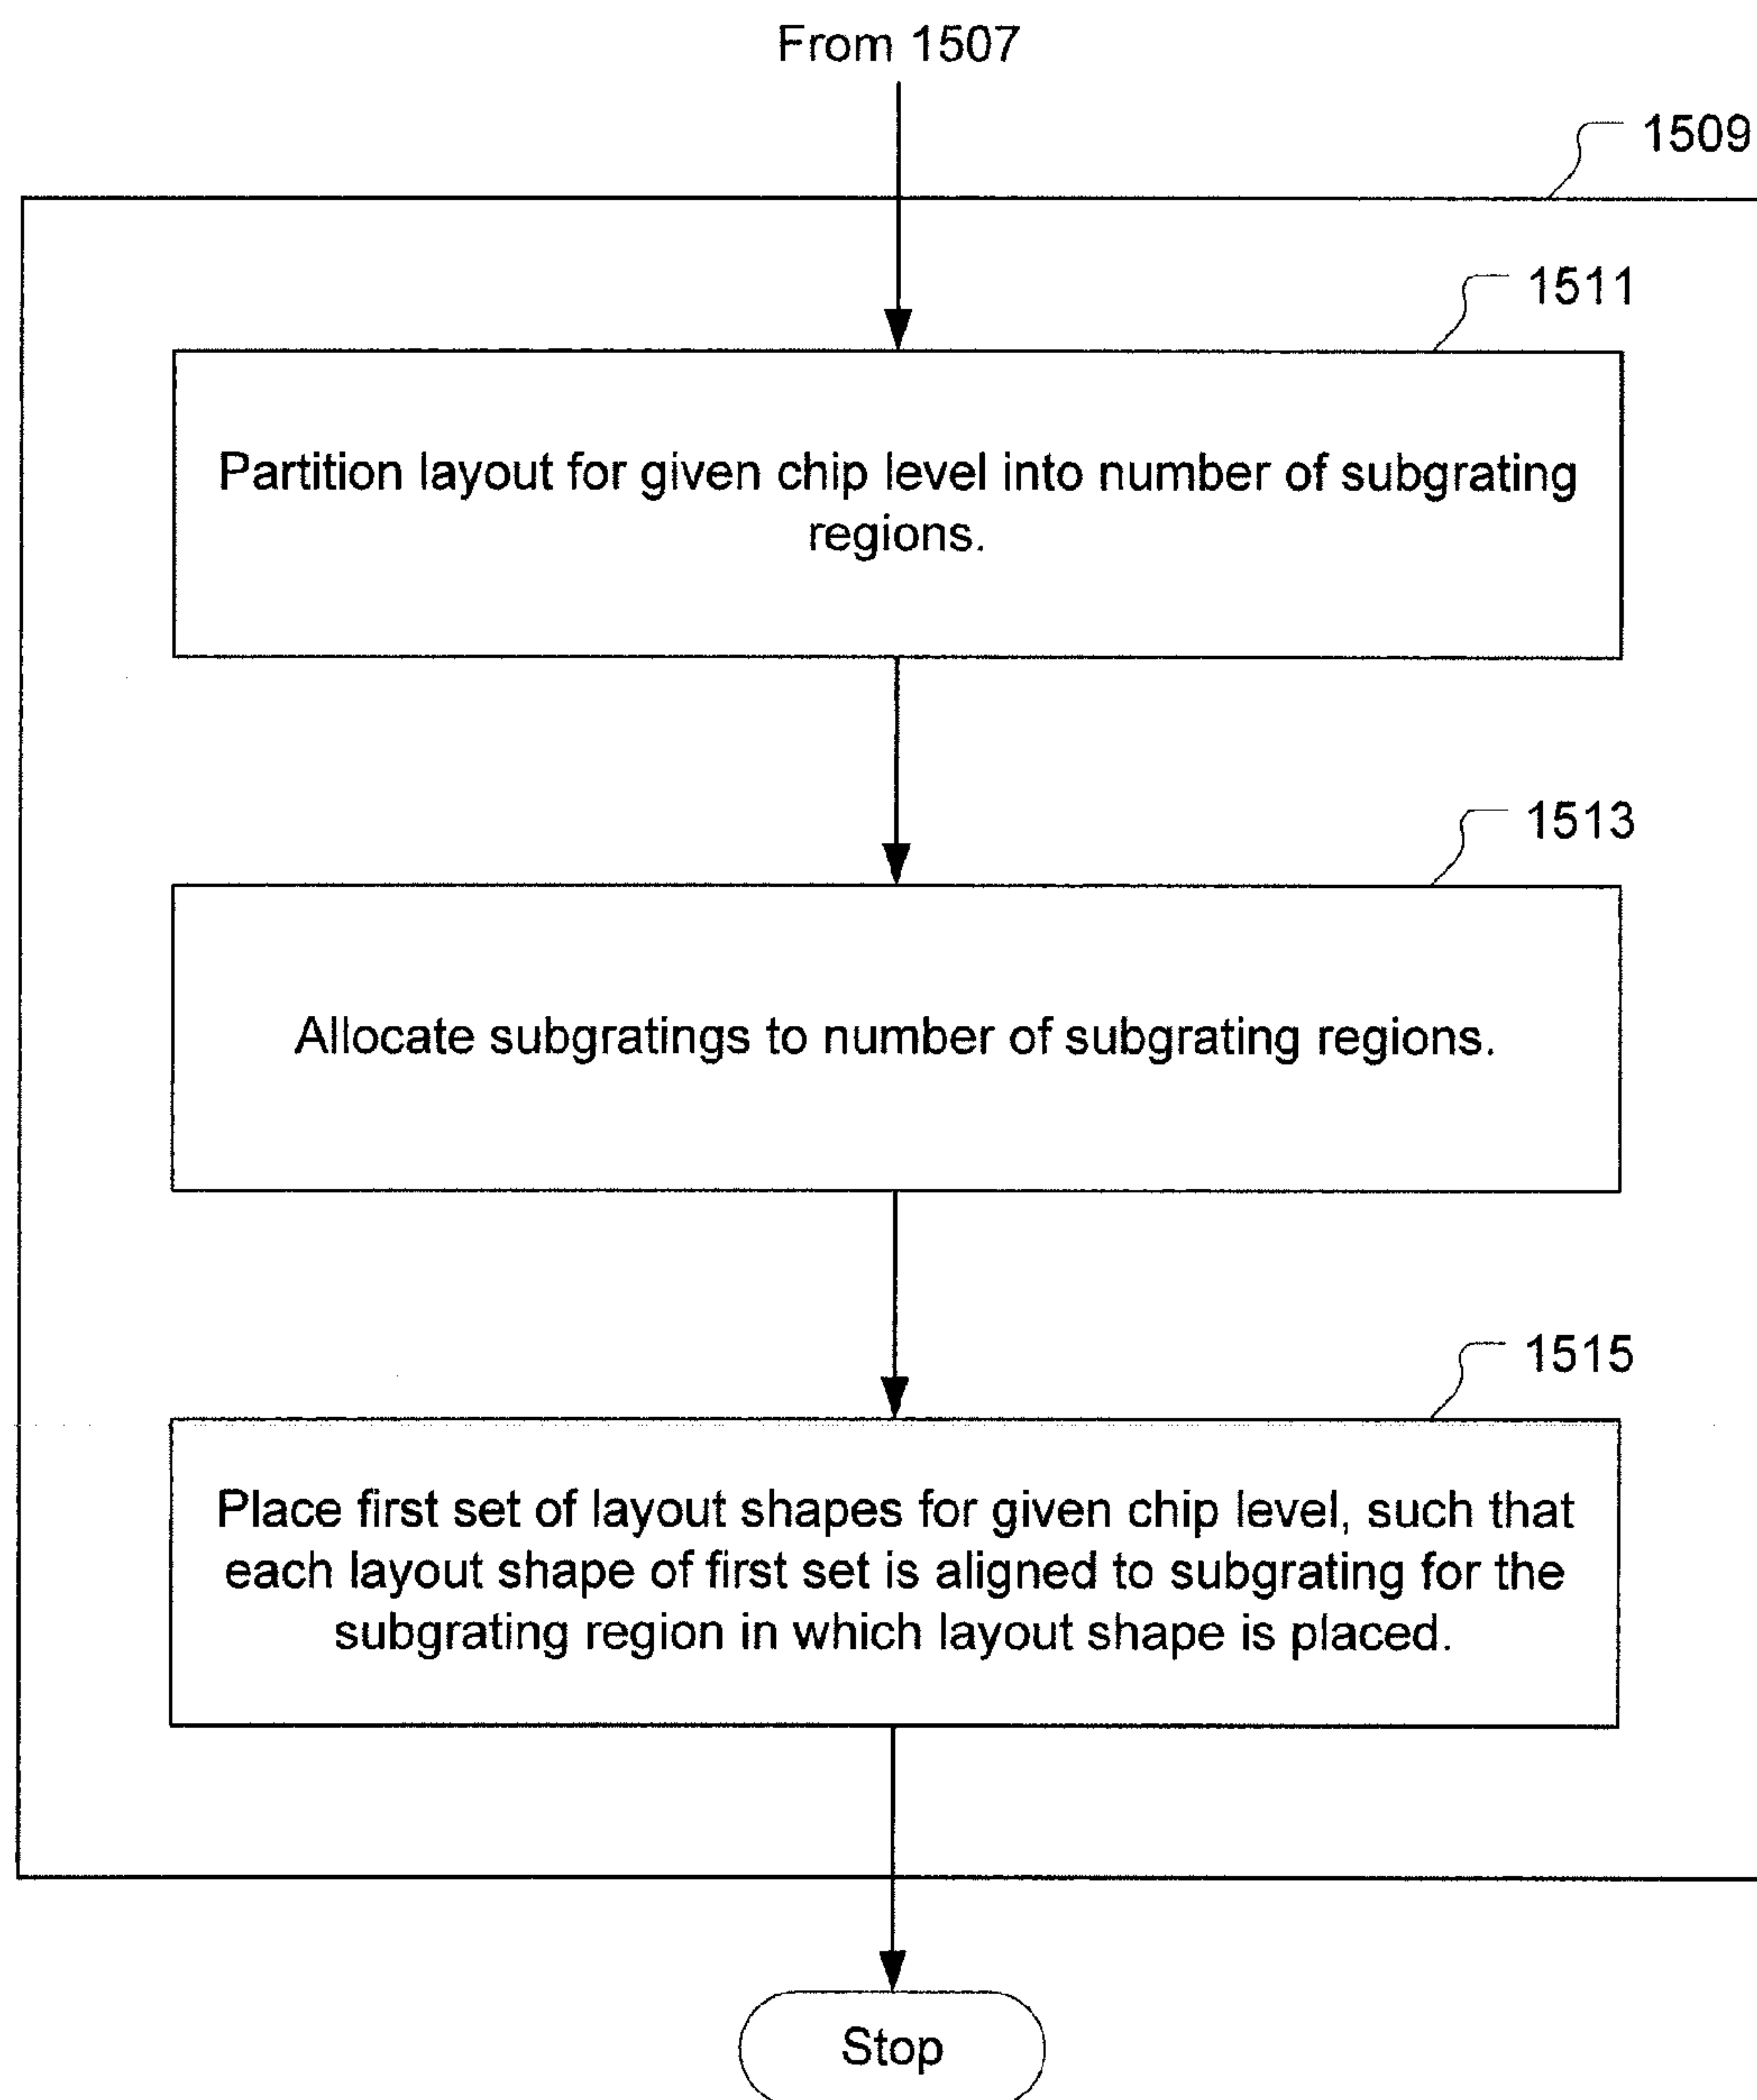 From 1507
1509
1511
Partition layout for given chip level into number of subgrating
regions.
1513
Allocate subgratings to number of subgrating regions.
1515
Place first set of layout shapes for given chip level, such that
each layout shape of first set is aligned to subgrating for the
subgrating region in which layout shape is placed.
Stop